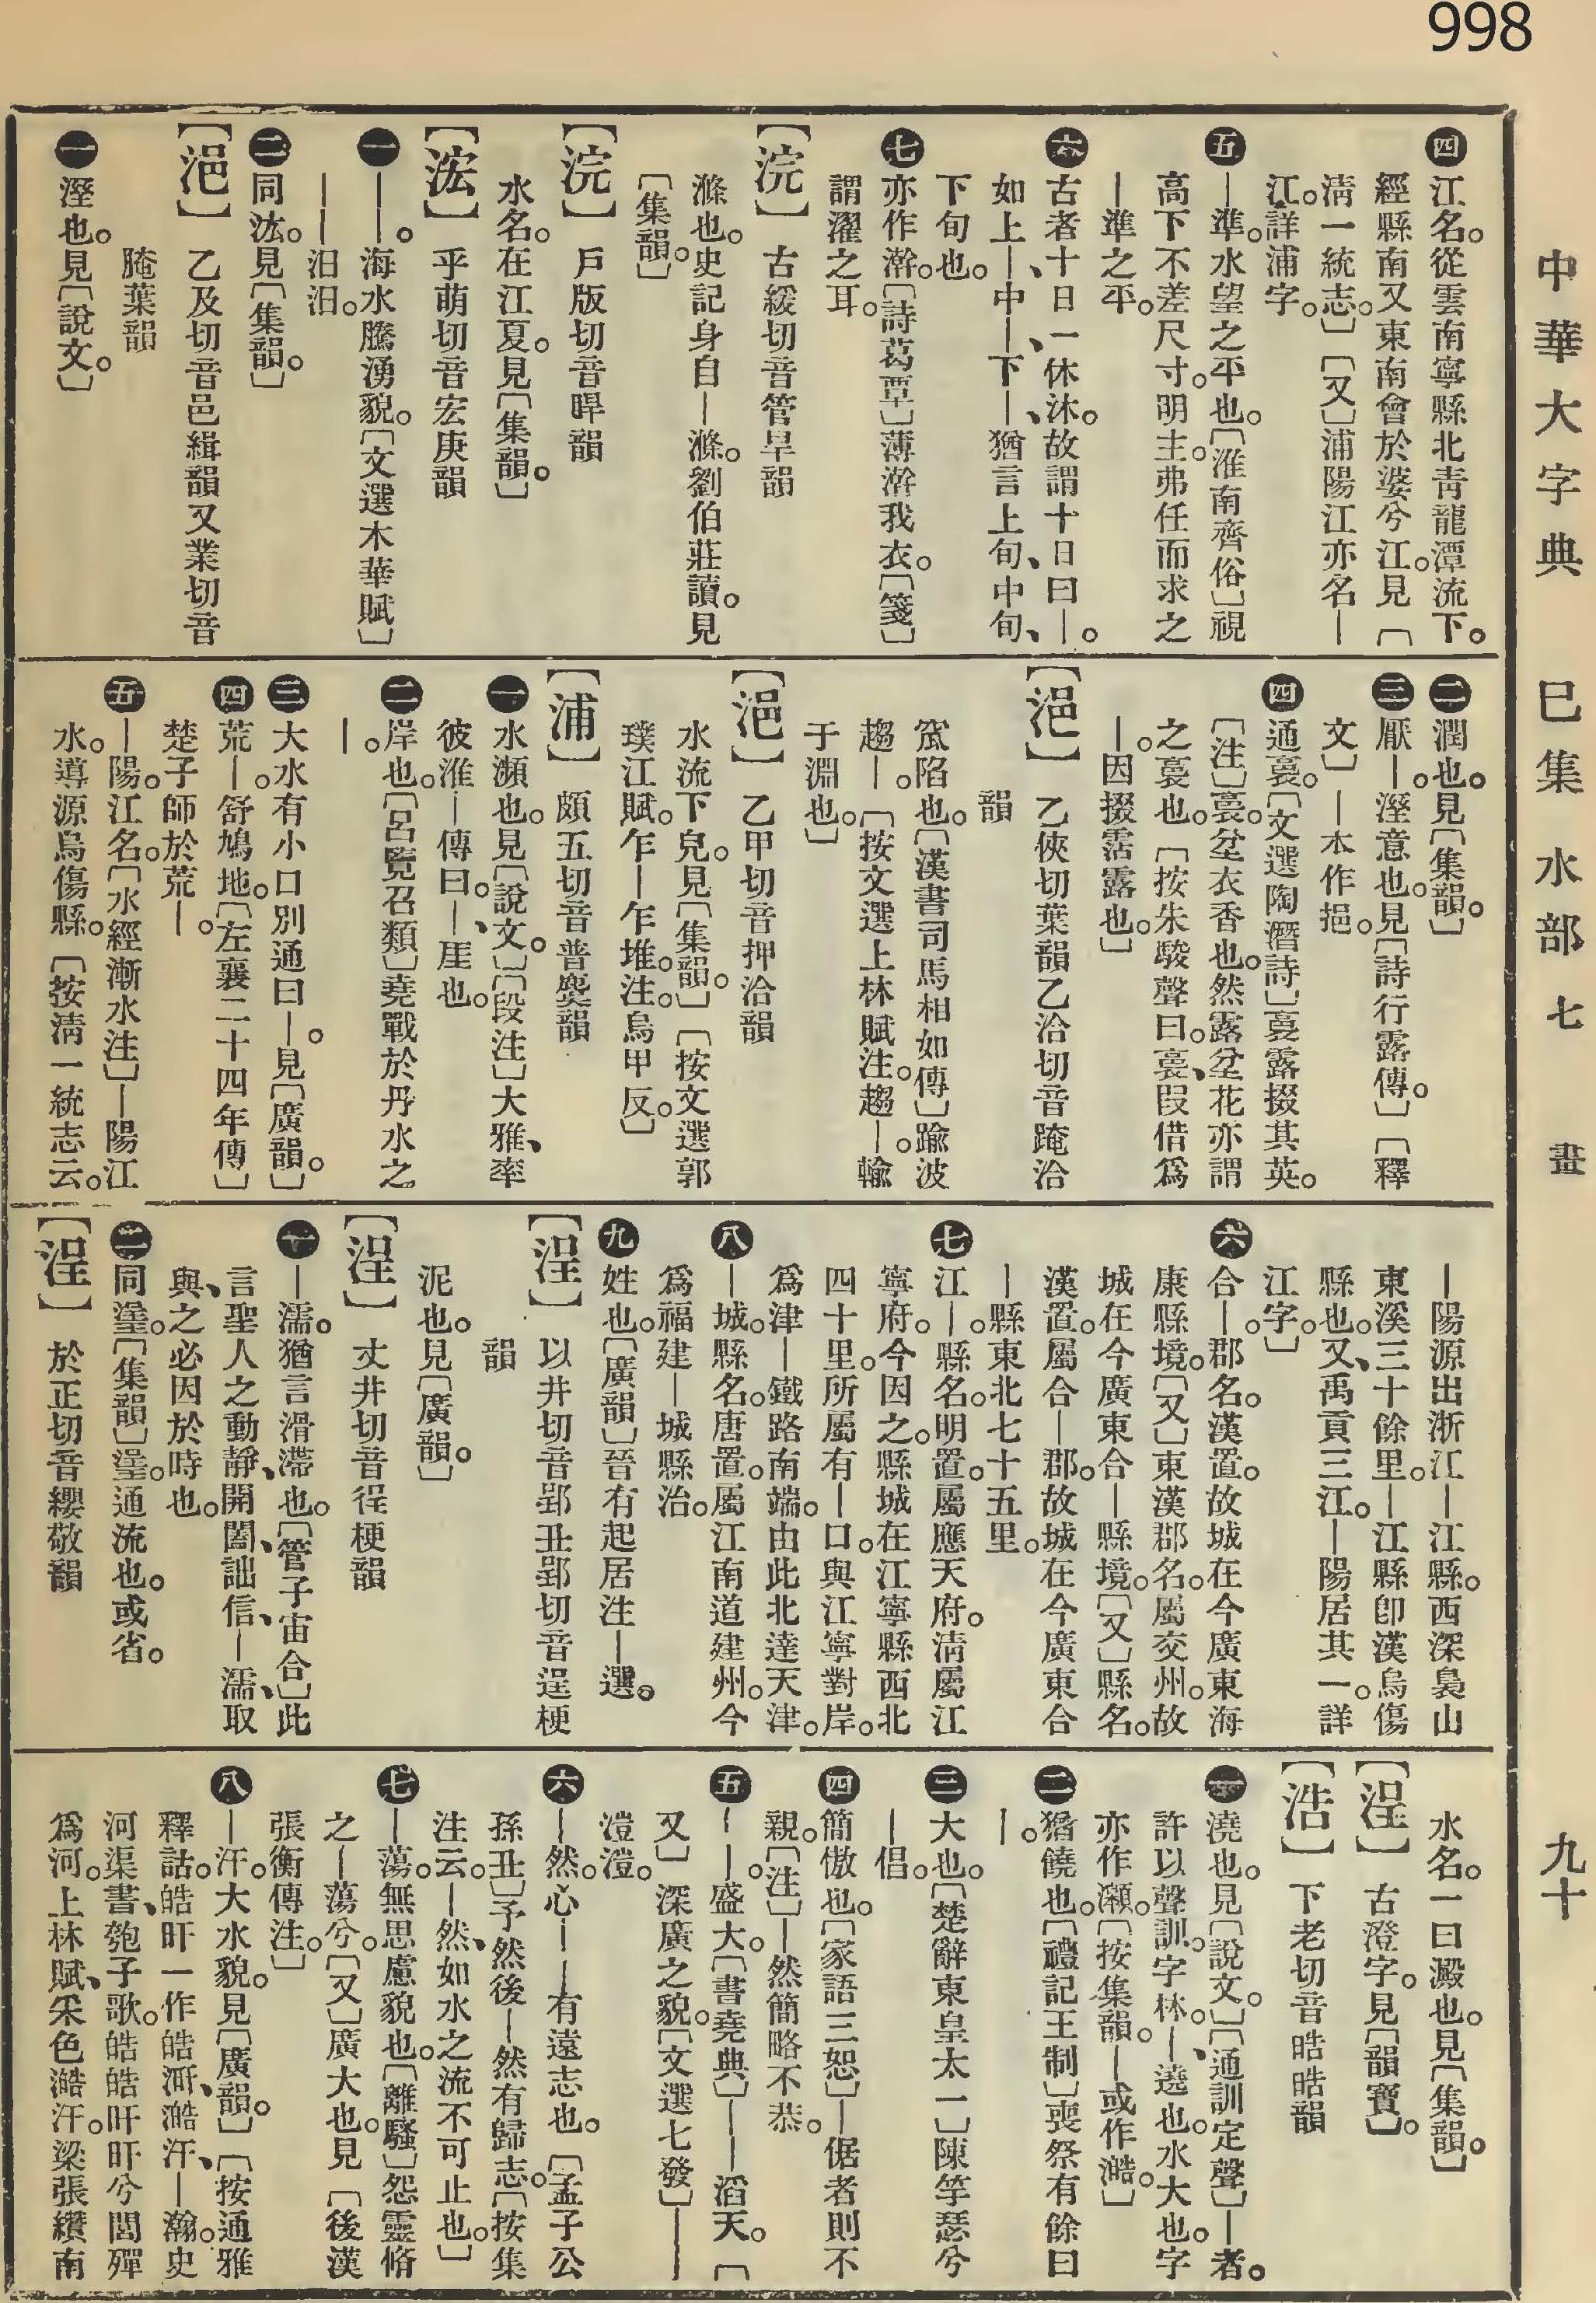 998
中華大字典 巳集 水部 七畫 九十
四 江名。從雲南寧縣北靑龍潭流下。
經縣南又東南會於婆兮江。見〔
淸一統志。〕〔又〕浦陽江亦名—
江。詳浦字。
五 —準。水望之平也。〔淮南齊俗〕視
高下不差尺寸。明主弗任而求之
—準之平。
六 古者十日一休沐。故謂十日曰—。
如上—、中—、下—、猶言上旬、中旬、
下旬也。
七 亦作澣。〔詩葛覃〕薄澣我衣。〔箋〕
謂濯之耳。
〔浣〕 古緩切音管旱韻
滌也。史記身自—滌。劉伯莊讀。見
〔集韻。〕
〔浣〕 戶版切音睅韻
水名。在江夏。見〔集韻。〕
〔浤〕 乎萌切音宏庚韻
一 ——。海水騰湧貌。〔文選木華賦〕
——汩汩。
二 同汯。見〔集韻。〕
〔浥〕 乙及切音邑緝韻又業切音
腌葉韻
一 溼也。見〔說文。〕
二 潤也。見〔集韻。〕
三 厭—。溼意也。見〔詩行露傳。〕〔釋
文〕—本作挹。
四 通裛。〔文選陶潛詩〕裛露掇其英。
〔注〕裛。坌衣香也。然露坌花亦謂
之裛也。〔按朱駿聲曰。裛、叚借爲
—。因掇霑露也。〕
〔浥〕 乙俠切葉韻乙洽切音踡洽
韻
窊陷也。〔漢書司馬相如傳〕踰波
趨—。〔按文選上林賦注。趨—。輸
于淵也。〕
〔浥〕 乙甲切音押洽韻
水流下皃。見〔集韻。〕〔按文選郭
璞江賦。乍—乍堆。注。烏甲反。〕
〔浦〕 頗五切音普麌韻
一 水瀕也。見〔說文。〕〔段注〕大雅、率
彼淮—傳曰。—、厓也。
二 岸也。〔呂覽召類〕堯戰於丹水之
—。
三 大水有小口別通曰—。見〔廣韻。〕
四 荒—。舒鳩地。〔左襄二十四年傳〕
楚子師於荒—。
五 —陽。江名。〔水經漸水注〕—陽江
水。導源烏傷縣。〔按淸一統志云。
—陽源出浙江—江縣。西深裊山
東溪三十餘里。—江縣卽漢烏傷
縣也。又、禹貢三江。—陽居其一。詳
江字。〕
六 合—。郡名。漢置。故城在今廣東海
康縣境。〔又〕東漢郡名。屬交州。故
城在今廣東合—縣境。〔又〕縣名。
漢置。屬合—郡。故城在今廣東合
—縣東北七十五里。
七 江—。縣名。明置。屬應天府。淸屬江
寧府。今因之。縣城在江寧縣西北
四十里。所屬有—口。與江寧對岸。
爲津—鐵路南端。由此北達天津。
八 —城。縣名。唐置。屬江南道建州。今
爲福建—城縣治。
九 姓也。〔廣韻〕晉有起居注—選。
〔浧〕 以井切音郢丑郢切音逞梗
韻
泥也。見〔廣韻。〕
〔浧〕 丈井切音徎梗韻
一 —濡。猶言滑滯也。〔管子宙合〕此
言聖人之動靜、開闔、詘信、—濡、取
與、之必因於時也。
二 同塣。〔集韻〕塣。通流也。或省。
〔浧〕 於正切音纓敬韻
水名。一曰澱也。見〔集韻。〕
〔浧〕 古澄字。見〔韻寶。〕
〔浩〕 下老切音晧晧韻
一 澆也。見〔說文。〕〔通訓定聲〕—者。
許以聲訓。字林。—、遶也。水大也。字
亦作灝。〔按集韻。—或作澔。〕
二 猶饒也。〔禮記王制〕喪祭有餘曰
—。
三 大也。〔楚辭東皇太一〕陳竽瑟兮
—倡。
四 簡傲也。〔家語三恕〕—倨者則不
親。〔注〕—然簡略不恭。
五 ——。盛大。〔書堯典〕——滔天。〔
又〕深廣之貌。〔文選七發〕——
溰溰。
六 —然。心——有遠志也。〔孟子公
孫丑〕予然後—然有歸志。〔按集
注云。—然、如水之流不可止也。〕
七 —蕩。無思慮貌也。〔離騷〕怨靈脩
之—蕩兮。〔又〕廣大也。見〔後漢
張衡傳注。〕
八 —汗。大水貌。見〔廣韻。〕〔按通雅
釋詁。皓旰一作皓涆、澔汗、—瀚。史
河渠書、瓠子歌。皓皓旰旰兮閭殫
爲河。上林賦、采色澔汗。梁張纘南